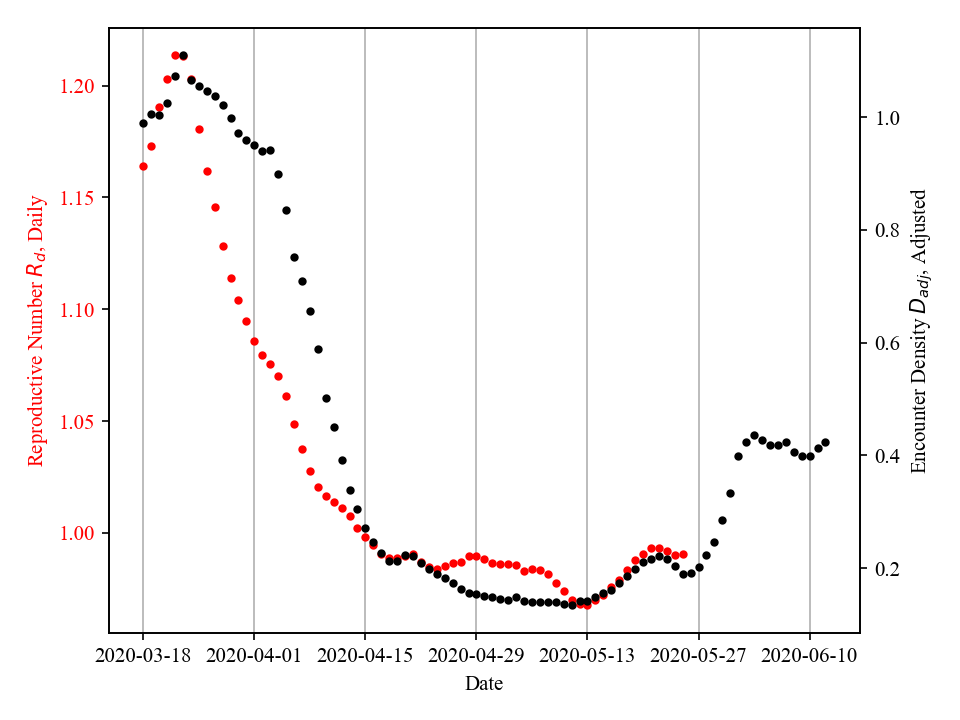 Reproductive Number R_d, Daily
1.20
1.15
1.10
1.05
1.00
1.0
0.8
0.6
0.4
0.2
Encounter Density D_adj, Adjusted
2020-03-18 2020-04-01 2020-04-15 2020-04-29 2020-05-13 2020-05-27 2020-06-10
Date